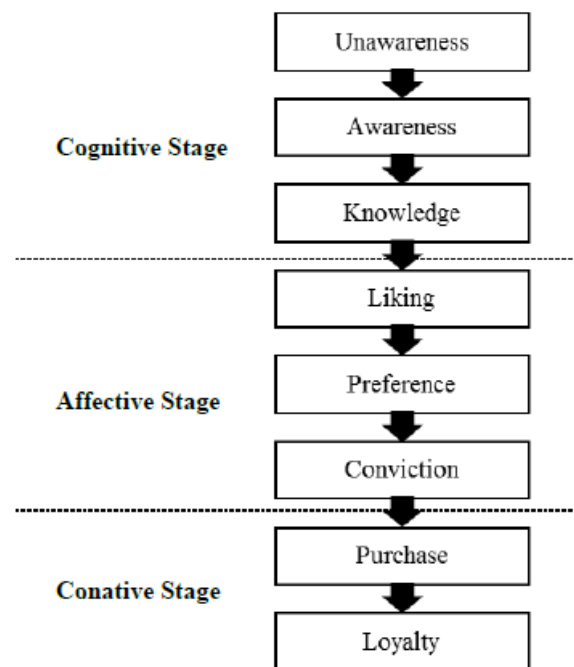 Unawareness
Awareness
Cognitive Stage
Knowledge
Liking
Preference
Affective Stage
Conviction
Purchase
Conative Stage
Loyalty